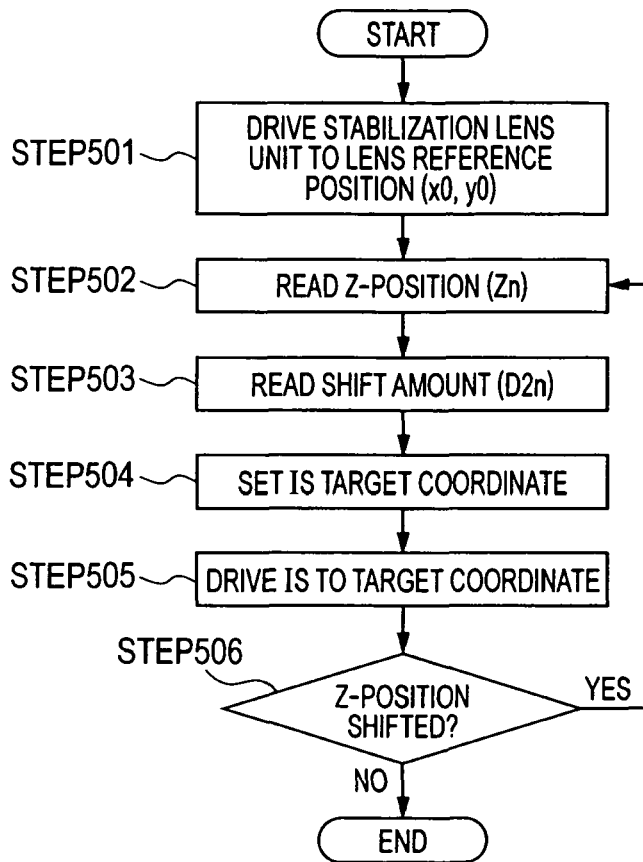 START
STEP501
DRIVE STABILIZATION LENS
UNIT TO LENS REFERENCE
POSITION (x0, y0)
STEP502
READ Z-POSITION (Zn)
STEP503
READ SHIFT AMOUNT (D2n)
STEP504
SET IS TARGET COORDINATE
STEP505
DRIVE IS TO TARGET COORDINATE
STEP506
Z-POSITION
SHIFTED?
YES
NO
END